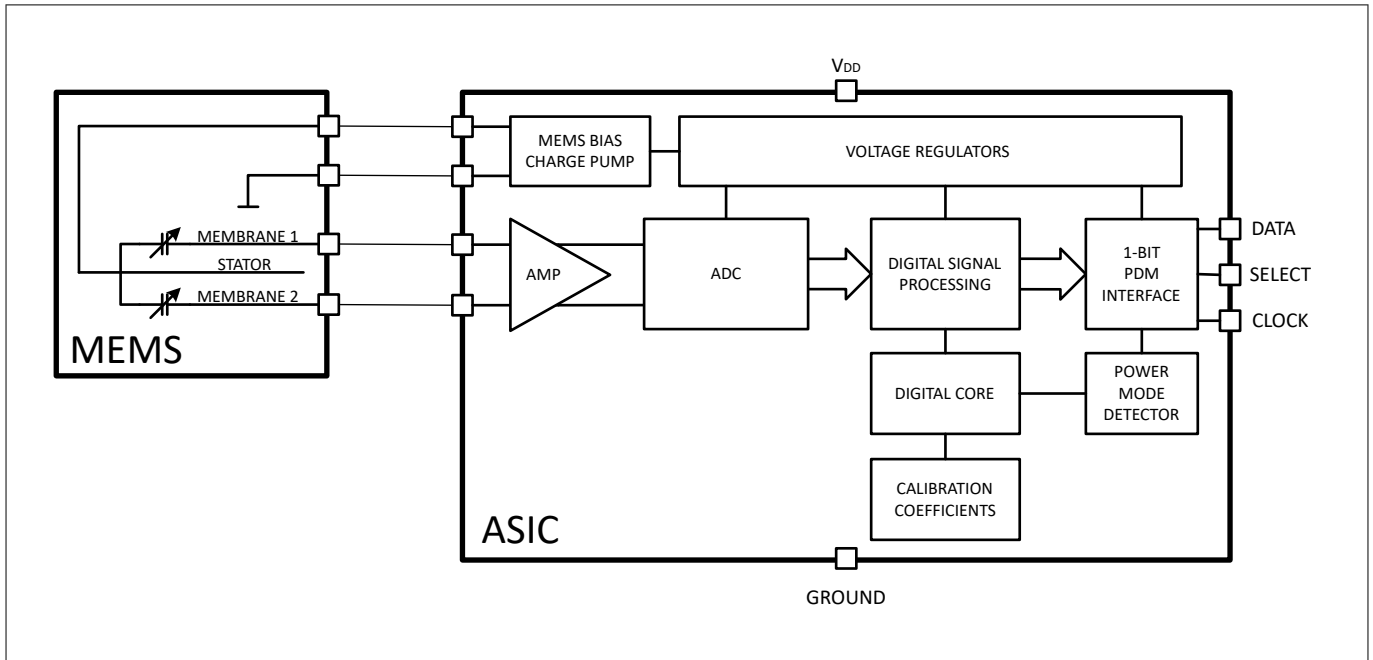 VDD
MEMS BIAS
CHARGE PUMP
VOLTAGE REGULATORS
MEMBRANE 1
STATOR
MEMBRANE 2
MEMS
AMP
ADC
DIGITAL SIGNAL
PROCESSING
1-BIT
PDM
INTERFACE
DATA
SELECT
CLOCK
DIGITAL CORE
POWER
MODE
DETECTOR
CALIBRATION
COEFFICIENTS
ASIC
GROUND